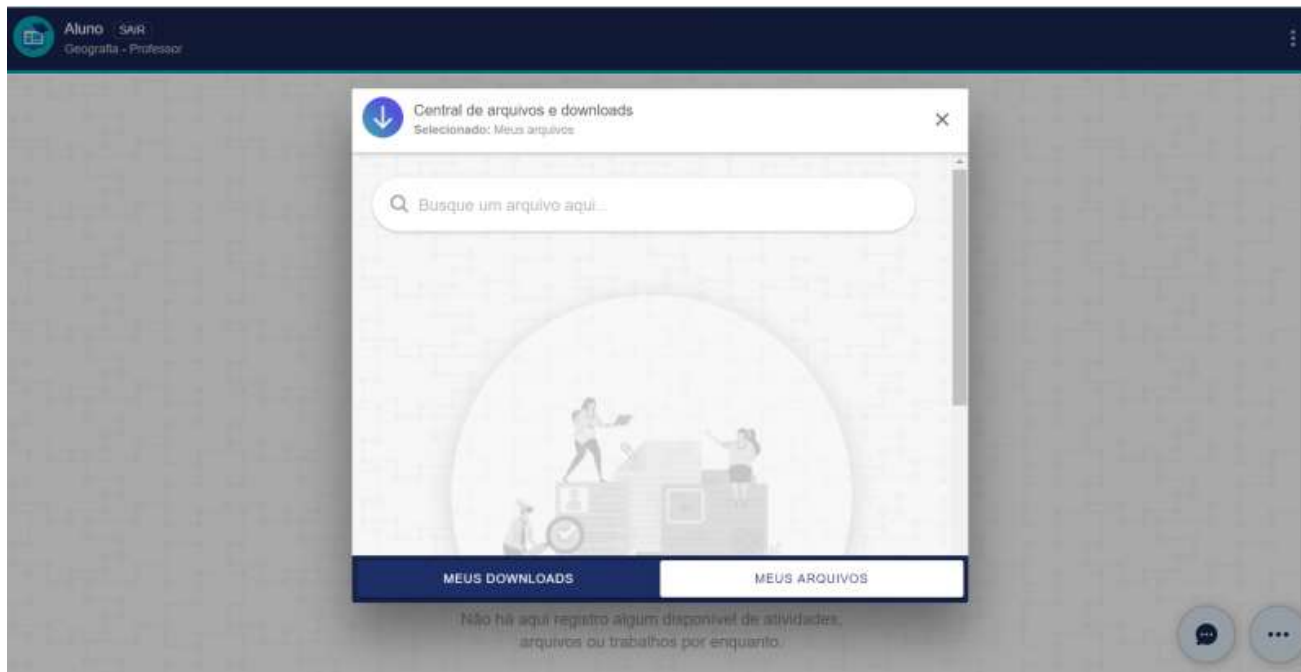 Aluno SAIR
Geografia - Professor
Central de arquivos e downloads
Selecionado: Meus arquivos
Busque um arquivo aqui...
MEUS DOWNLOADS
MEUS ARQUIVOS
Não há aqui registro algum disponível de atividades,
arquivos ou trabalhos por enquanto.